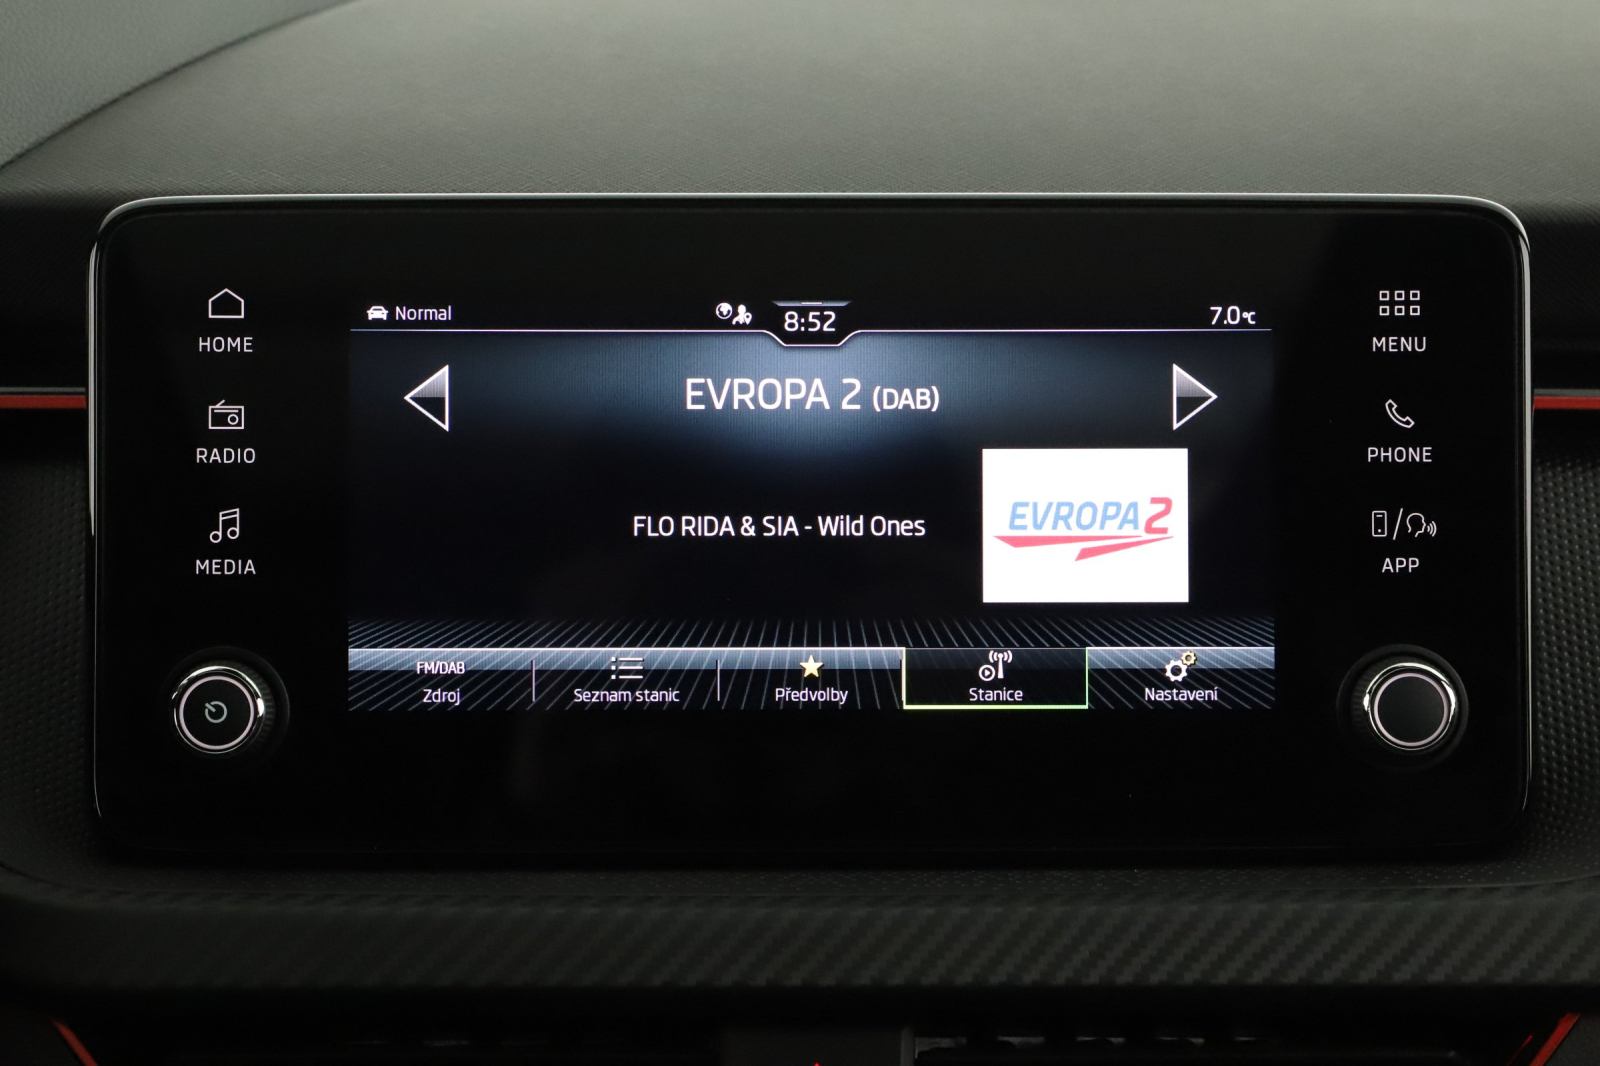 Normal
8:52
7.0°C
HOME
MENU
EVROPA 2 (DAB)
RADIO
PHONE
FLO RIDA & SIA - Wild Ones
EVROPA 2
MEDIA
APP
FM/DAB
Zdroj
Seznam stanic
Předvolby
Stanice
Nastavení